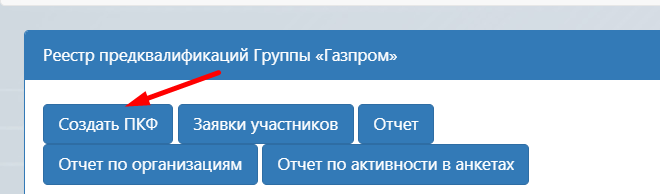 Реестр предквалификаций Группы «Газпром»
Создать ПКФ Заявки участников Отчет
Отчет по организациям Отчет по активности в анкетах